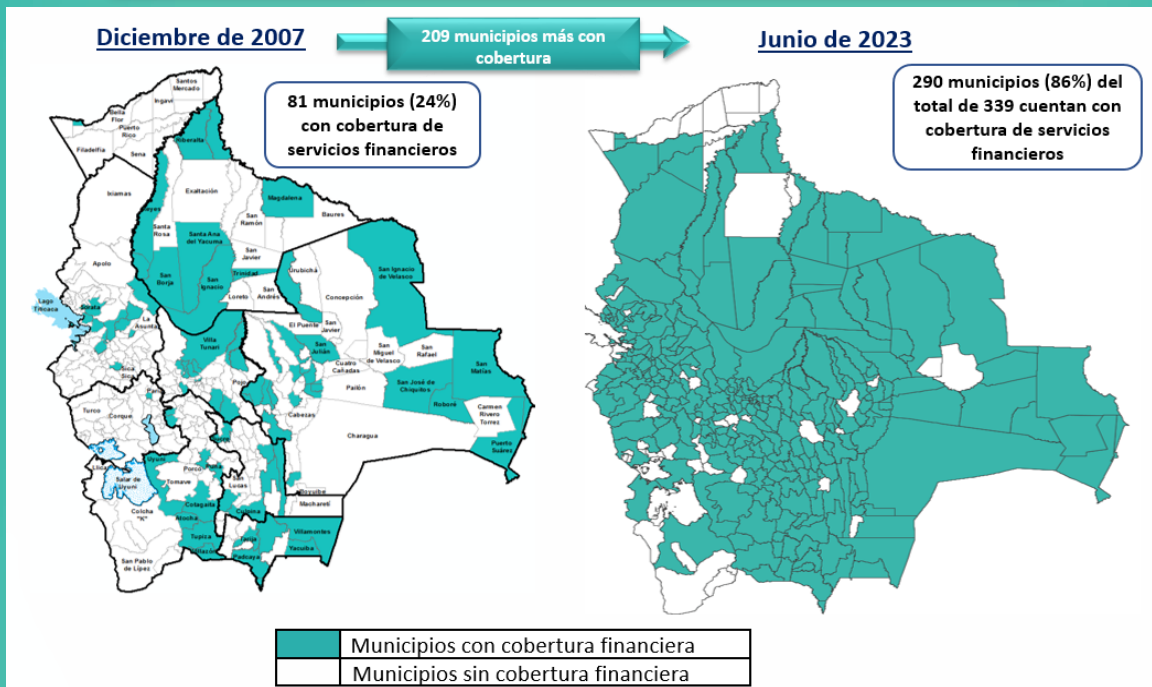 Diciembre de 2007
209 municipios más con
cobertura
Junio de 2023
81 municipios (24%)
con cobertura de
servicios financieros
290 municipios (86%) del
total de 339 cuentan con
cobertura de servicios
financieros
Santos
Mercado
Ingavi
Bella
Flor
Puerto
Rico
Filadelfia
Sena
Riberalta
Ixiamas
Exaltación
Reyes
Magdalena
San
Ramón
Baures
Santa
Rosa
Santa Ana
del Yacuma
San
Javier
Apolo
San
Borja
San
Ignacio
Trinidad
Loreto
San
Andrés
Urubichá
San Ignacio
de Velasco
Concepción
Lago
Titicaca
Sorata
La
Asunta
El Puente
San
Javier
Villa
Tunari
San
Julián
San
Miguel
de Velasco
San
Rafael
San
Matías
Cuatro
Cañadas
Sica
Sica
Pojo
Pailón
San José de
Chiquitos
Roboré
Turco
Corque
Cabezas
Carmen
Rivero
Torrez
Charagua
Puerto
Suárez
Llica
Uyuni
Salar de
Uyuni
Porco
Tomave
San
Lucas
Boyuibe
Machareti
Colcha
"K"
Cotagaita
Culpina
Atocha
Tupiza
Villazón
Tarija
Padcaya
Villamontes
Yacuiba
San Pablo
de Lípez
Municipios con cobertura financiera
Municipios sin cobertura financiera